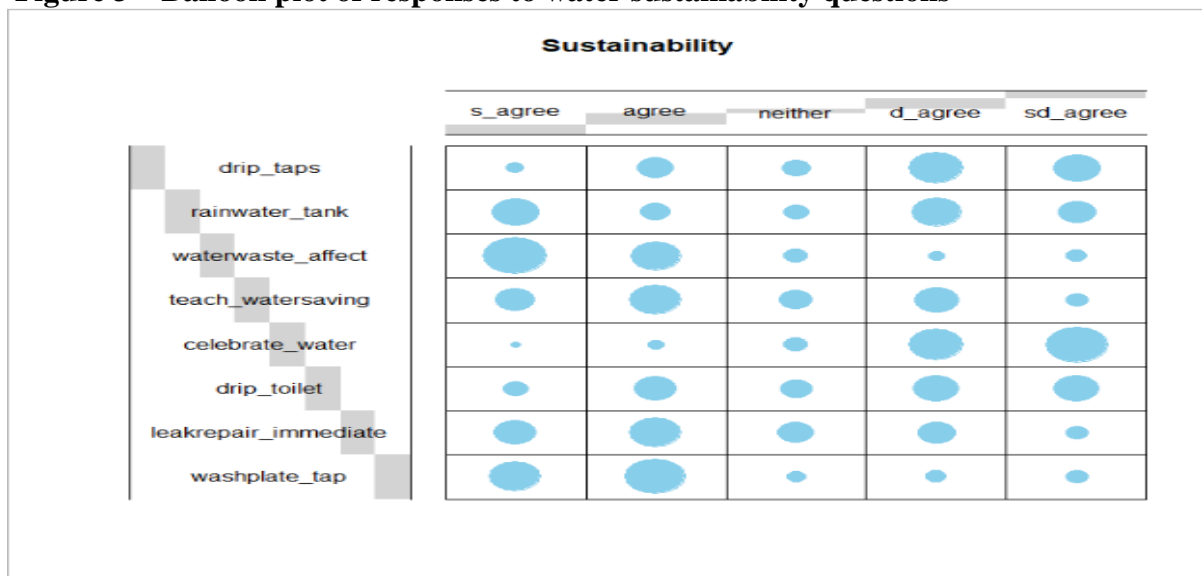 Sustainability
s_agree agree neither d_agree sd_agree
drip_taps
rainwater_tank
waterwaste_affect
teach_watersaving
celebrate_water
drip_toilet
leakrepair_immediate
washplate_tap